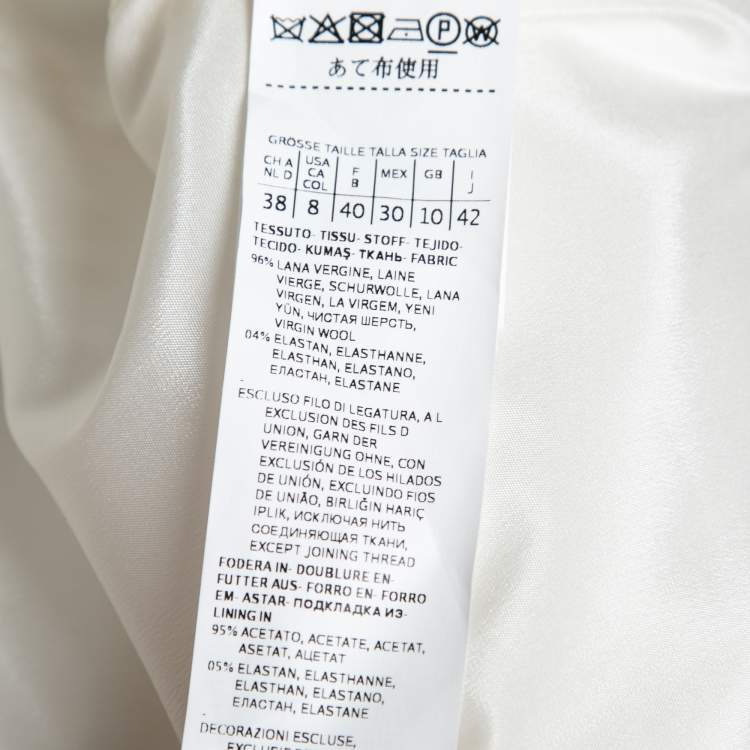 あて布使用
GRÖSSE TAILLE TALLA SIZE TAGLIA
CH A NL D USA CA COL F B MEX GB I J
38 8 40 30 10 42
TESSUTO- TISSU- STOFF- TEJIDO-
TECIDO- KUMAŞ- ТКАНЬ- FABRIC
96% LANA VERGINE, LAINE
VIERGE, SCHURWOLLE, LANA
VIRGEN, LA VIRGEM, YENI
YÜN, ЧИСТАЯ ШЕРСТЬ,
VIRGIN WOOL
04% ELASTAN, ELASTHANNE,
ELASTHAN, ELASTANO,
ЕЛАСТАН, ELASTANE
ESCLUSO FILO DI LEGATURA, A L
EXCLUSION DES FILS D
UNION, GARN DER
VEREINIGUNG OHNE, CON
EXCLUSIÓN DE LOS HILADOS
DE UNIÓN, EXCLUINDO FIOS
DE UNIÃO, BIRLIĞIN HARIÇ
IPLIK, ИСКЛЮЧАЯ НИТЬ
СОЕДИНЯЮЩАЯ ТКАНИ,
EXCEPT JOINING THREAD
FODERA IN- DOUBLURE EN-
FUTTER AUS- FORRO EN- FORRO
EM- ASTAR- ПОДКЛАДКА ИЗ-
LINING IN
95% ACETATO, ACETATE, ACETAT,
ASETAT, АЦЕТАТ
05% ELASTAN, ELASTHANNE,
ELASTHAN, ELASTANO,
ЕЛАСТАН, ELASTANE
DECORAZIONI ESCLUSE,